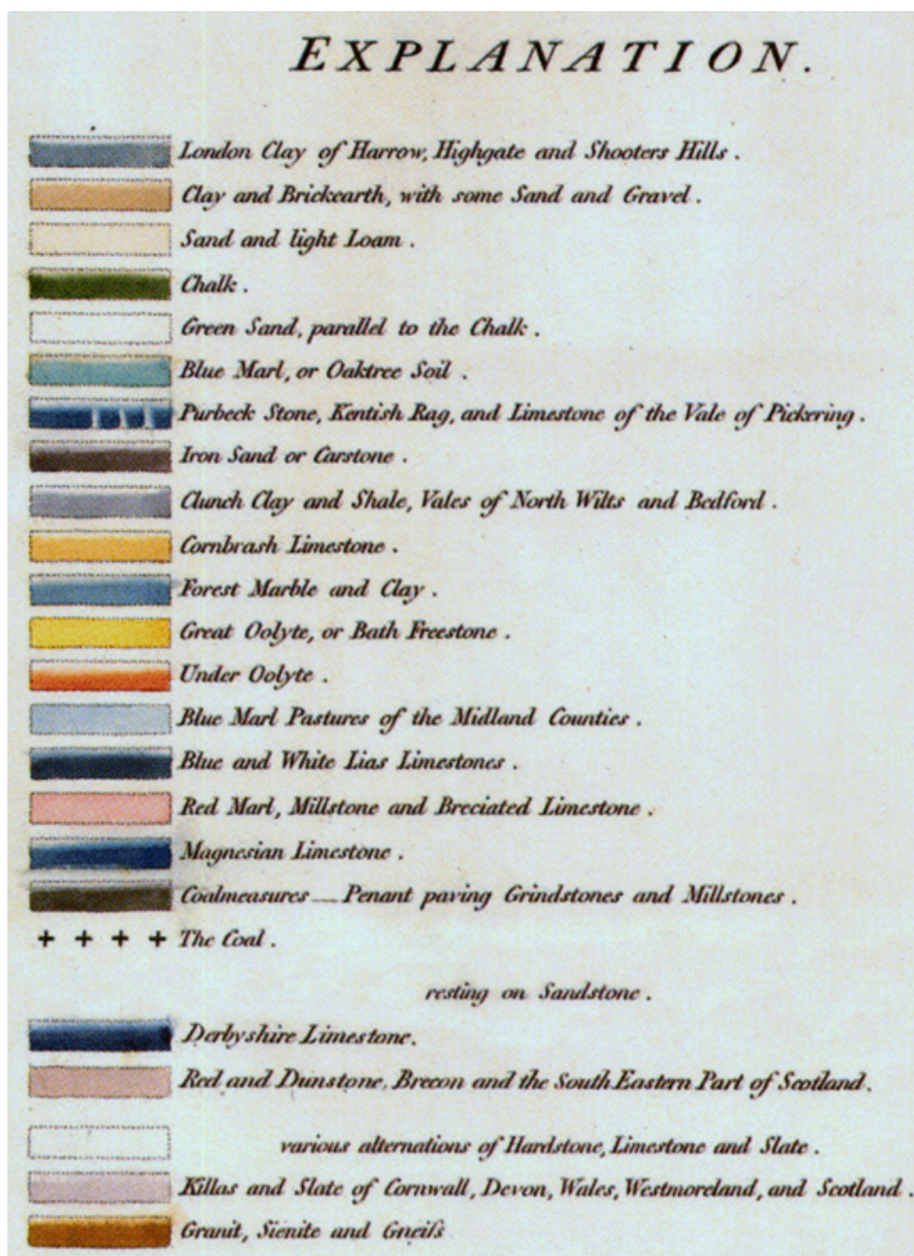 EXPLANATION.
London Clay of Harrow, Highgate and Shooters Hills.
Clay and Brickearth, with some Sand and Gravel.
Sand and light Loam.
Chalk.
Green Sand, parallel to the Chalk.
Blue Marl, or Oaktree Soil.
Purbeck Stone, Kentish Rag, and Limestone of the Vale of Pickering.
Iron Sand or Carstone.
Clunch Clay and Shale, Vales of North Wilts and Bedford.
Cornbrash Limestone.
Forest Marble and Clay.
Great Oolyte, or Bath Freestone.
Under Oolyte.
Blue Marl Pastures of the Midland Counties.
Blue and White Lias Limestones.
Red Marl, Millstone and Breciated Limestone.
Magnesian Limestone.
Coalmeasures — Penant paving Grindstones and Millstones.
++++ The Coal.
resting on Sandstone.
Derbyshire Limestone.
Red and Dunstone, Brecon and the South Eastern Part of Scotland.
various alternations of Hardstone, Limestone and Slate.
Killas and Slate of Cornwall, Devon, Wales, Westmoreland, and Scotland.
Granit, Sienite and Gneiſs